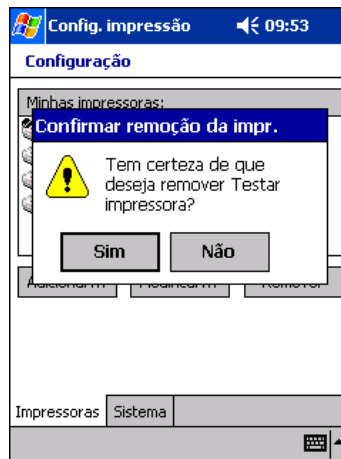 Config. impressão 09:53
Configuração
Minhas impressoras:
Confirmar remoção da impr.
Tem certeza de que
deseja remover Testar
impressora?
Sim Não
Impressoras Sistema